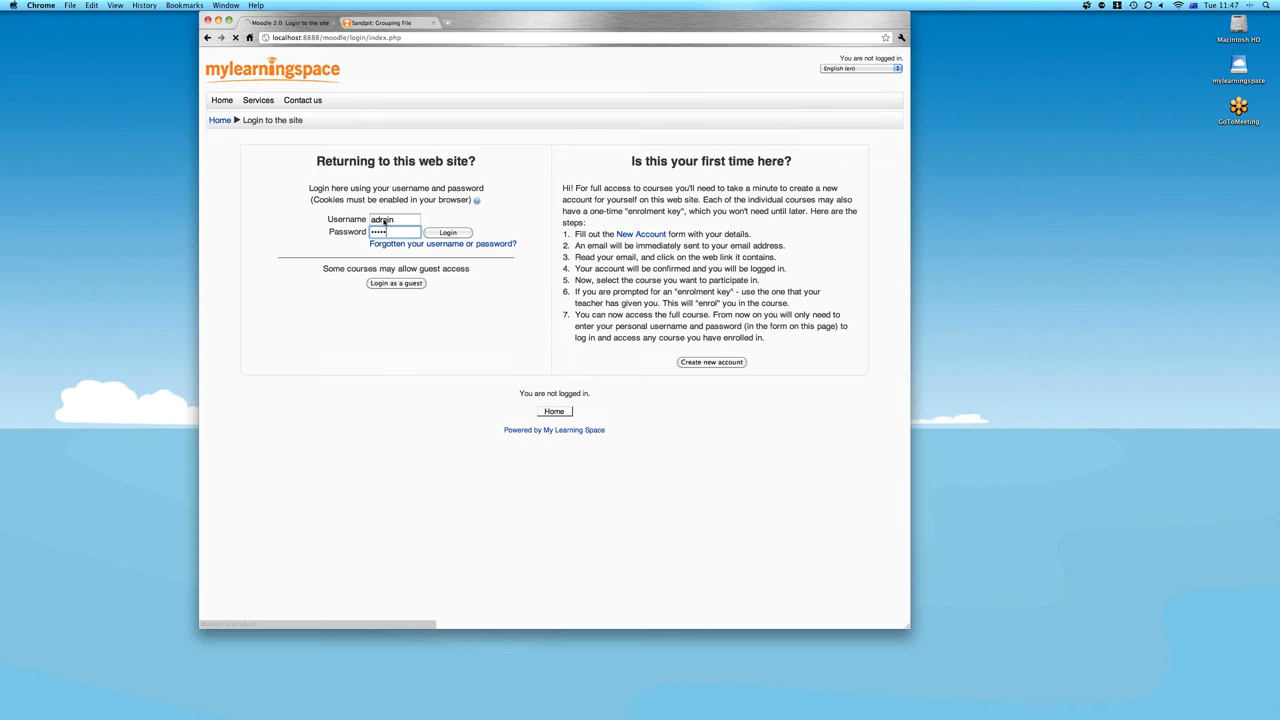 Chrome File Edit View History Bookmarks Window Help
Tue 11:47
Moodle 2.0: Login to the site
Sandpit: Grouping File
localhost:8888/moodle/login/index.php
Macintosh HD
mylearningspace
GoToMeeting
mylearningspace
You are not logged in.
English (en)
Home Services Contact us
Home ► Login to the site
Returning to this web site?
Login here using your username and password
(Cookies must be enabled in your browser)
Username admin
Password ••••• Login
Forgotten your username or password?
Some courses may allow guest access
Login as a guest
Is this your first time here?
Hi! For full access to courses you'll need to take a minute to create a new
account for yourself on this web site. Each of the individual courses may also
have a one-time "enrolment key", which you won't need until later. Here are the
steps:
1. Fill out the New Account form with your details.
2. An email will be immediately sent to your email address.
3. Read your email, and click on the web link it contains.
4. Your account will be confirmed and you will be logged in.
5. Now, select the course you want to participate in.
6. If you are prompted for an "enrolment key" - use the one that your
teacher has given you. This will "enrol" you in the course.
7. You can now access the full course. From now on you will only need to
enter your personal username and password (in the form on this page) to
log in and access any course you have enrolled in.
Create new account
You are not logged in.
Home
Powered by My Learning Space